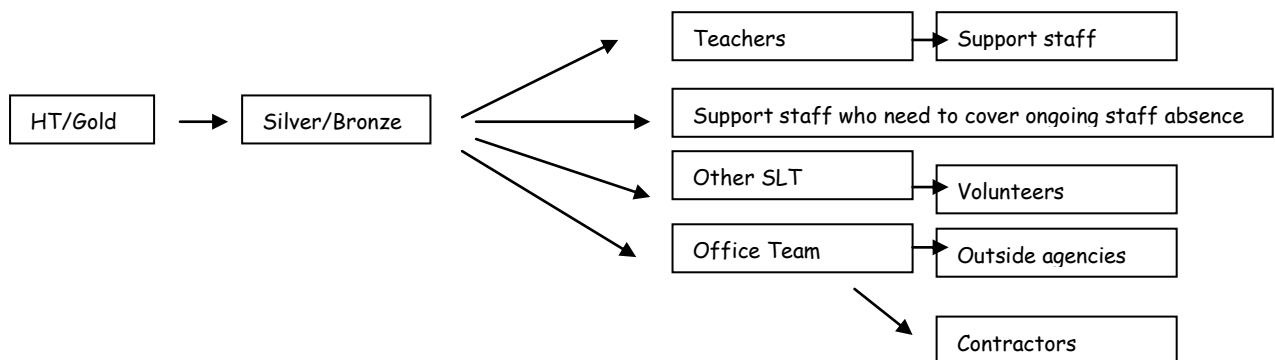 HT/Gold
Silver/Bronze
Teachers
Support staff
Support staff who need to cover ongoing staff absence
Other SLT
Volunteers
Office Team
Outside agencies
Contractors